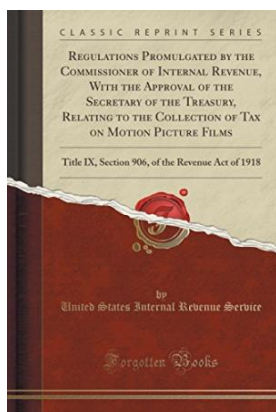 CLASSIC REPRINT SERIES
REGULATIONS PROMULGATED BY THE
COMMISSIONER OF INTERNAL REVENUE,
WITH THE APPROVAL OF THE
SECRETARY OF THE TREASURY,
RELATING TO THE COLLECTION OF TAX
ON MOTION PICTURE FILMS
TITLE IX, SECTION 906, OF THE REVENUE ACT OF 1918
by
United States Internal Revenue Service
Forgotten Books